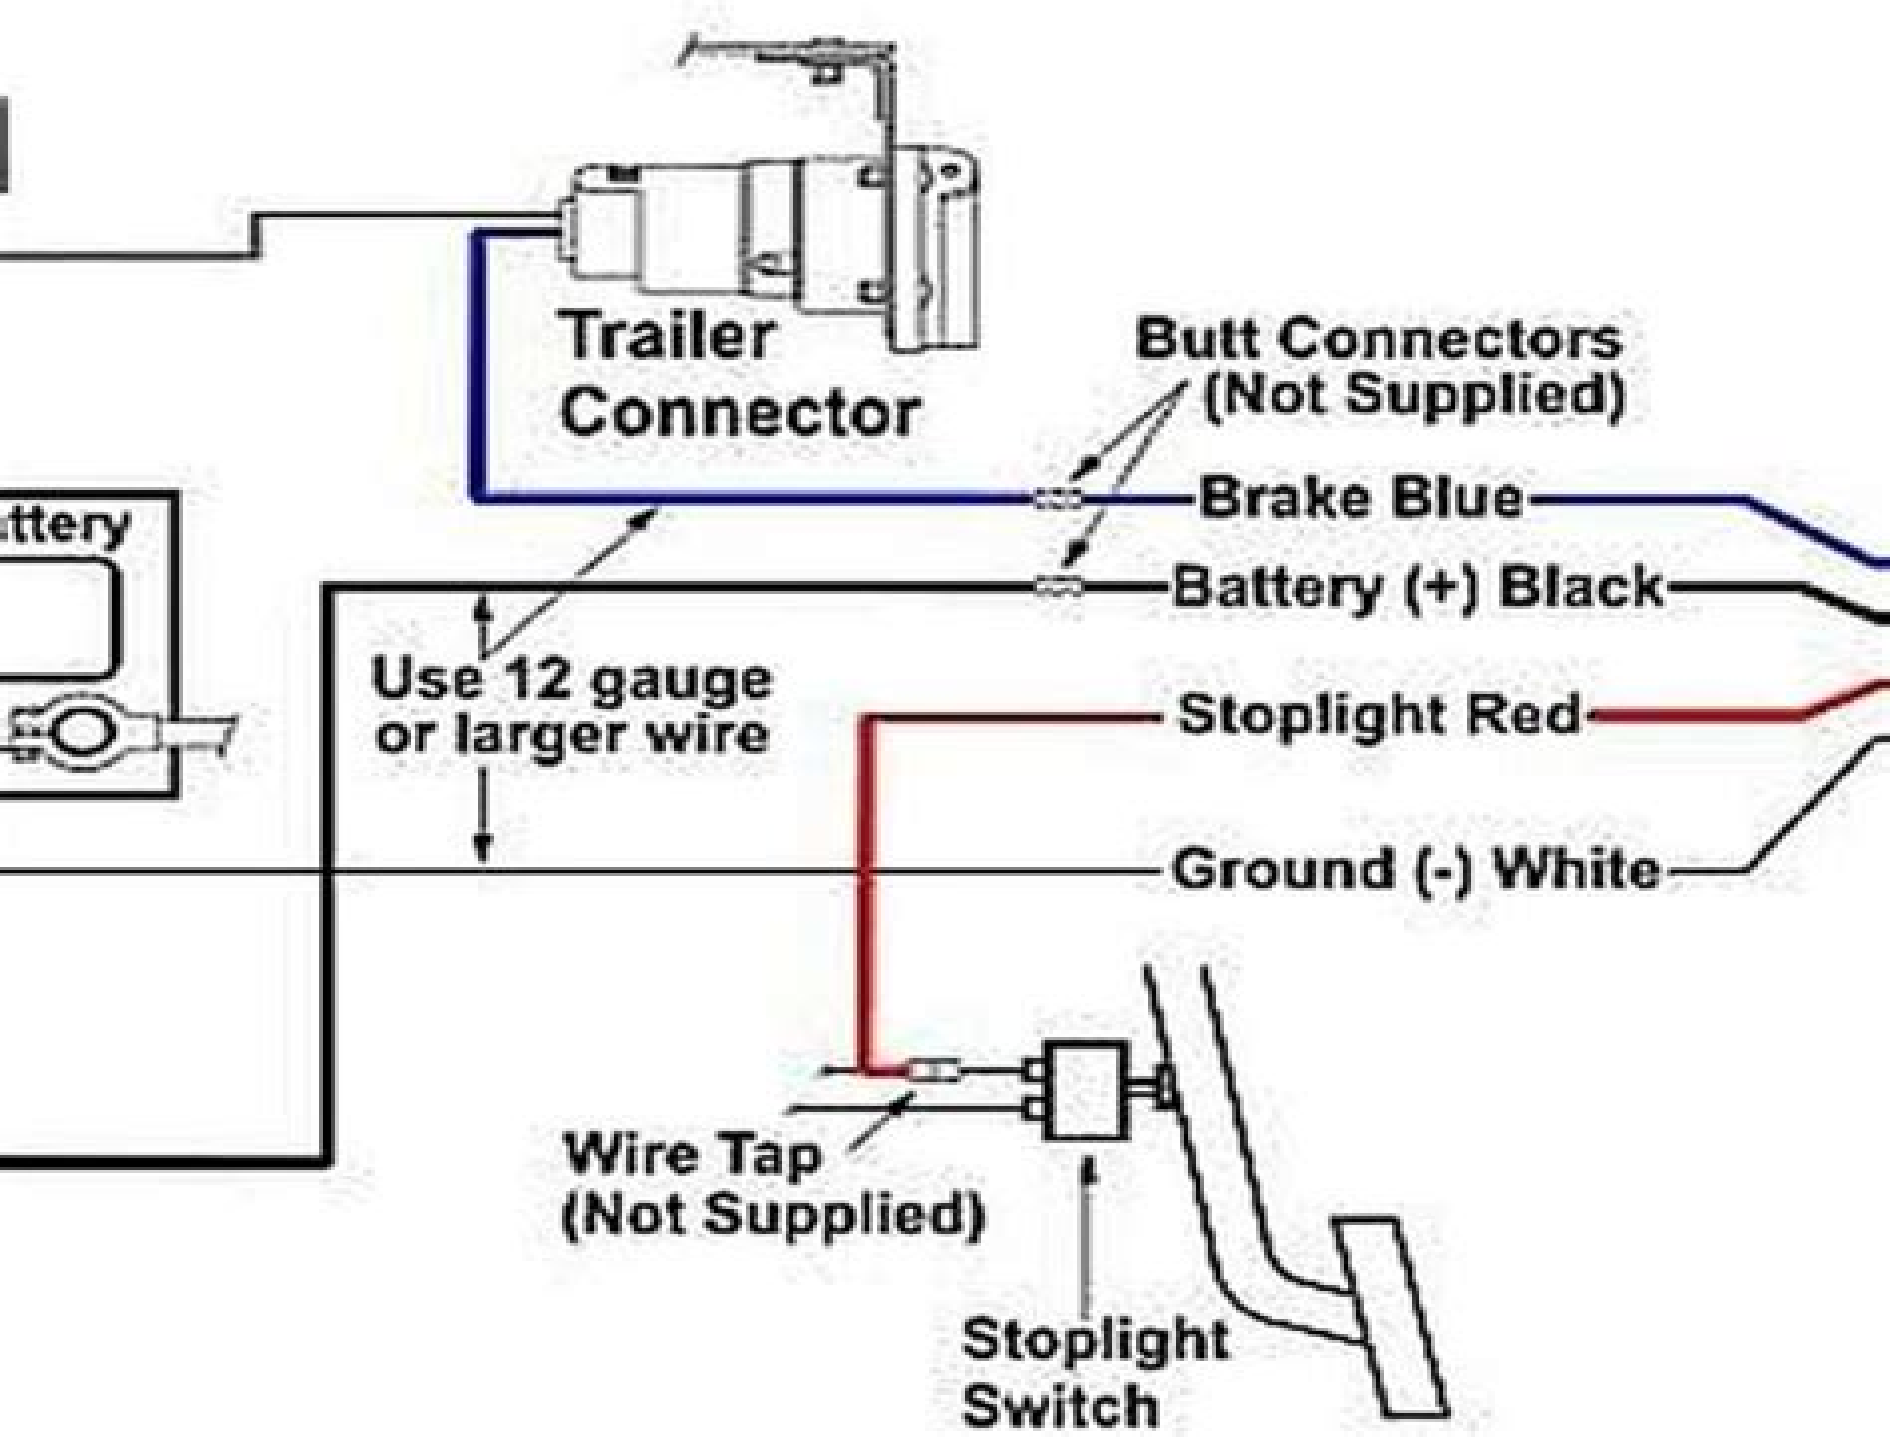 Trailer
Connector
Butt Connectors
(Not Supplied)
Brake Blue
ttery
Battery (+) Black
Use 12 gauge
or larger wire
Stoplight Red
Ground (-) White
Wire Tap
(Not Supplied)
Stoplight
Switch